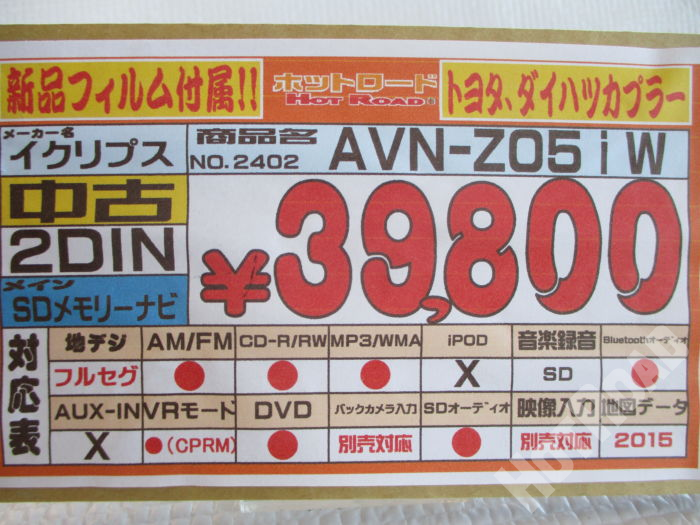 新品フィルム付属!!
ホットロード
HOT ROAD
トヨタ、ダイハツカプラー
メーカー名
イクリプス
商品名
NO.2402
AVN-Z05iW
中古
2DIN
メイン
SDメモリーナビ
¥39,800
対応表
地デジ AM/FM CD-R/RW MP3/WMA iPOD 音楽録音 Bluetoothオーディオ
フルセグ ● ● ● X SD ●
AUX-IN VRモード DVD バックカメラ入力 SDオーディオ 映像入力 地図データ
X ●(CPRM) ● 別売対応 ● 別売対応 2015